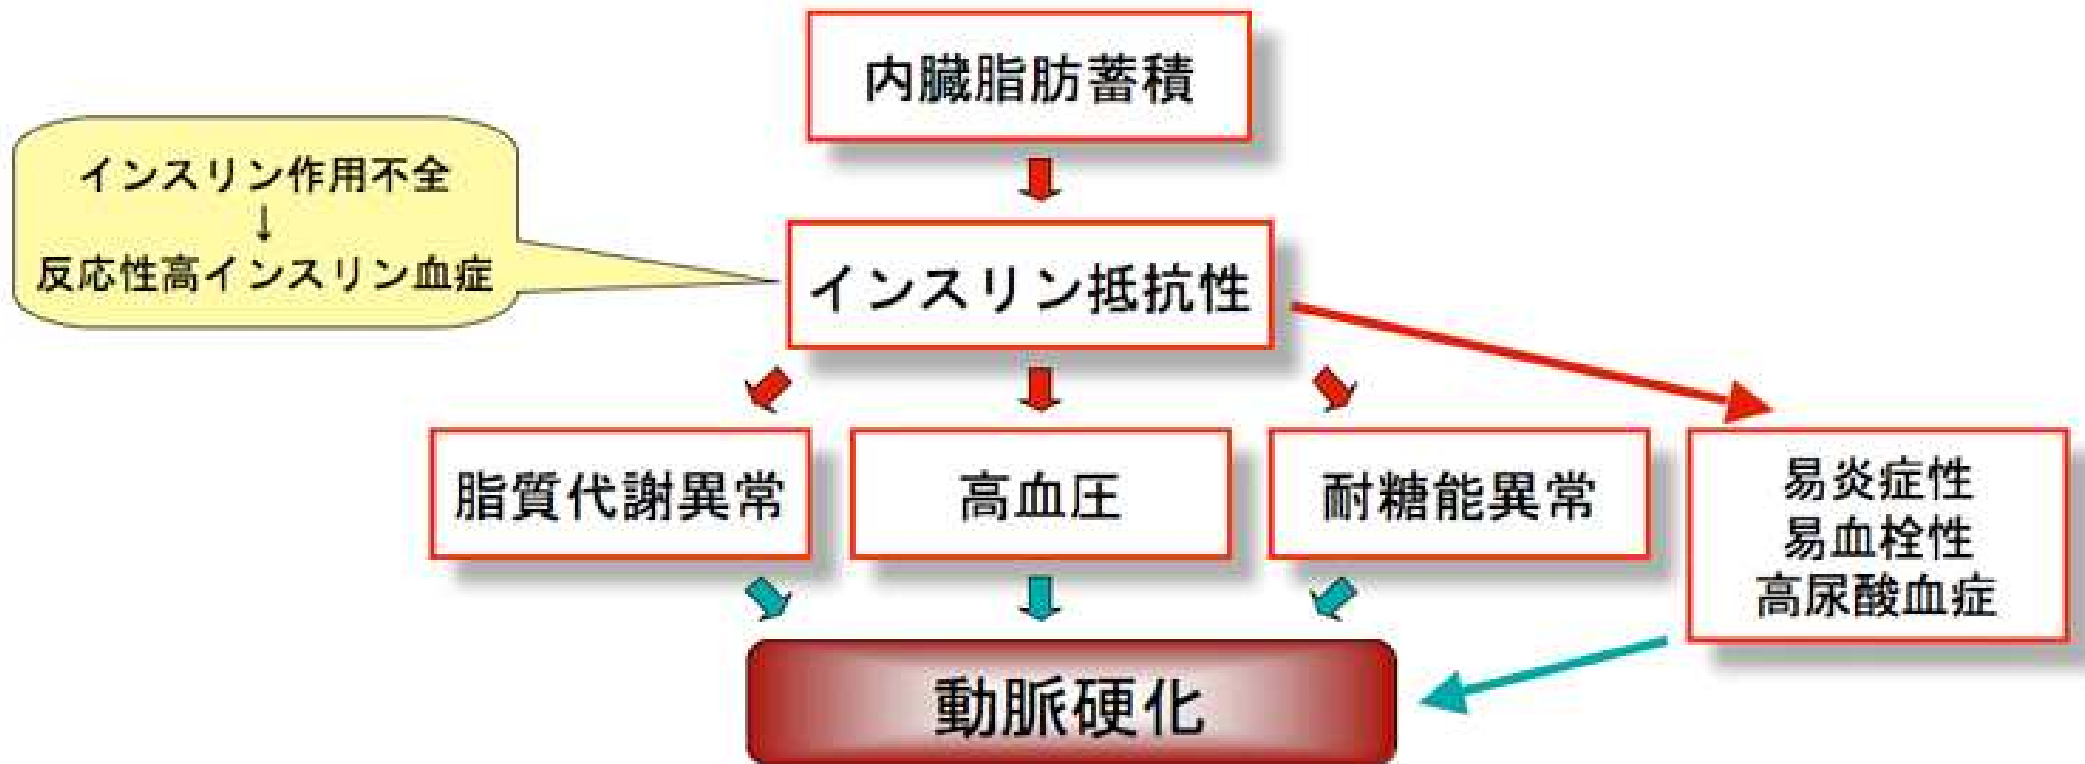 内臓脂肪蓄積
インスリン作用不全
↓
反応性高インスリン血症
インスリン抵抗性
脂質代謝異常
高血圧
耐糖能異常
易炎症性
易血栓性
高尿酸血症
動脈硬化